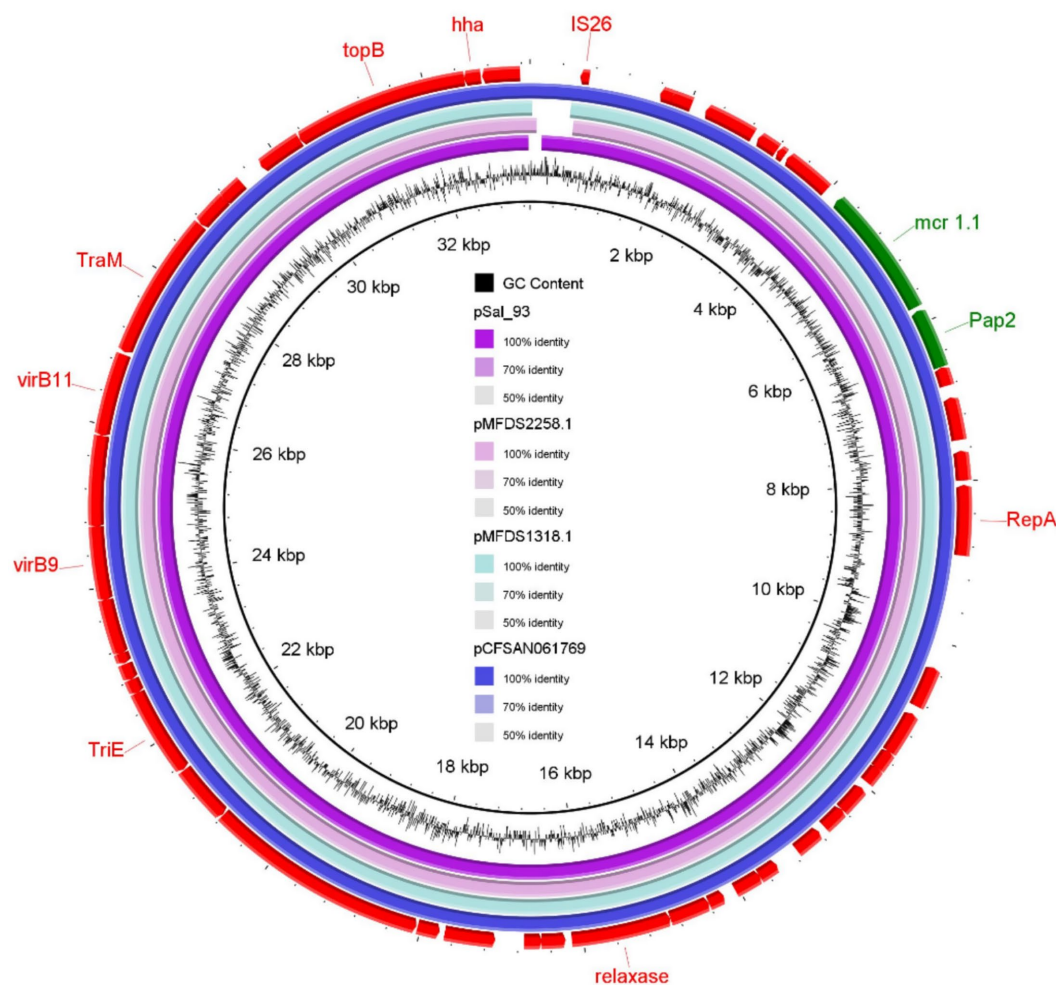 hha
IS26
topB
mcr 1.1
TraM
Pap2
virB11
RepA
virB9
TriE
relaxase
2 kbp
4 kbp
6 kbp
8 kbp
10 kbp
12 kbp
14 kbp
16 kbp
18 kbp
20 kbp
22 kbp
24 kbp
26 kbp
28 kbp
30 kbp
32 kbp
GC Content
pSal_93
100% identity
70% identity
50% identity
pMFDS2258.1
100% identity
70% identity
50% identity
pMFDS1318.1
100% identity
70% identity
50% identity
pCFSAN061769
100% identity
70% identity
50% identity